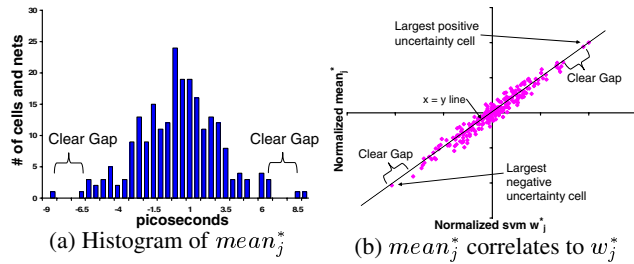 30
25
20
15
10
5
0
# of cells and nets
Clear Gap
Clear Gap
-9 -6.5 -4 -1.5 1 3.5 6 8.5
picoseconds
(a) Histogram of mean*j
Largest positive
uncertainty cell
Clear Gap
x = y line
Normalized mean*j
Clear Gap
Largest
negative
uncertainty cell
Normalized svm w*j
(b) mean*j correlates to w*j